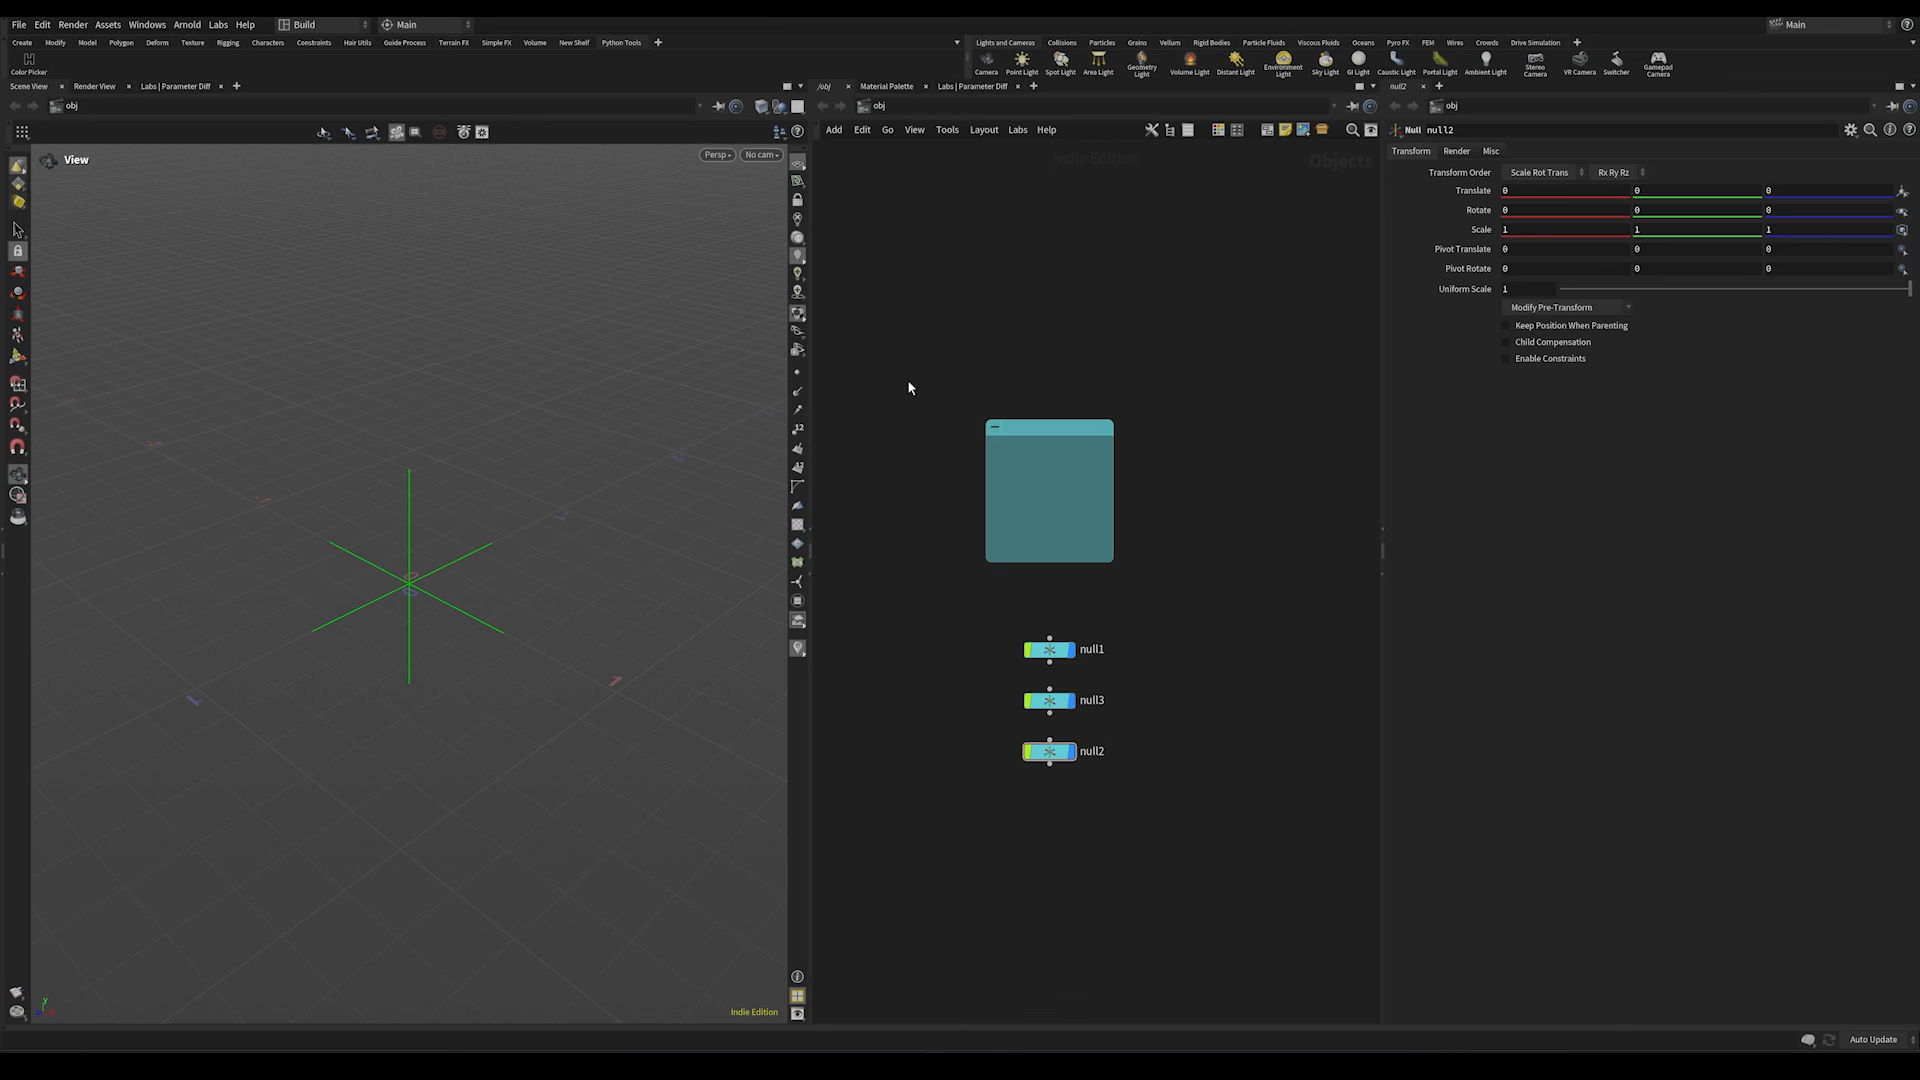 File Edit Render Assets Windows Arnold Labs Help Build Main Main
Create Modify Model Polygon Deform Texture Rigging Characters Constraints Hair Utils Guide Process Terrain FX Simple FX Volume New Shelf Python Tools
Lights and Cameras Collisions Particles Grains Vellum Rigid Bodies Particle Fluids Viscous Fluids Oceans Pyro FX FEM Wires Crowds Drive Simulation
Color Picker
Camera Point Light Spot Light Area Light Geometry Light Volume Light Distant Light Environment Light Sky Light GI Light Caustic Light Portal Light Ambient Light Stereo Camera VR Camera Switcher Gamepad Camera
Scene View Render View Labs | Parameter Diff
/obj Material Palette Labs | Parameter Diff
null2
obj
obj
obj
Add Edit Go View Tools Layout Labs Help
Null null2
View
Persp No cam
Indie Edition
Objects
Transform Render Misc
Transform Order Scale Rot Trans Rx Ry Rz
Translate 0 0 0
Rotate 0 0 0
Scale 1 1 1
Pivot Translate 0 0 0
Pivot Rotate 0 0 0
Uniform Scale 1
Modify Pre-Transform
Keep Position When Parenting
Child Compensation
Enable Constraints
null1
null3
null2
Indie Edition
Auto Update